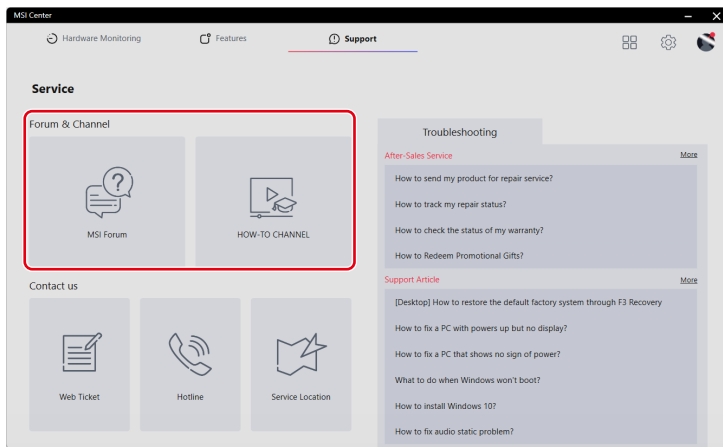 MSI Center
Hardware Monitoring
Features
Support
Service
Forum & Channel
MSI Forum
HOW-TO CHANNEL
Contact us
Web Ticket
Hotline
Service Location
Troubleshooting
After-Sales Service
More
How to send my product for repair service?
How to track my repair status?
How to check the status of my warranty?
How to Redeem Promotional Gifts?
Support Article
More
[Desktop] How to restore the default factory system through F3 Recovery
How to fix a PC with powers up but no display?
How to fix a PC that shows no sign of power?
What to do when Windows won't boot?
How to install Windows 10?
How to fix audio static problem?